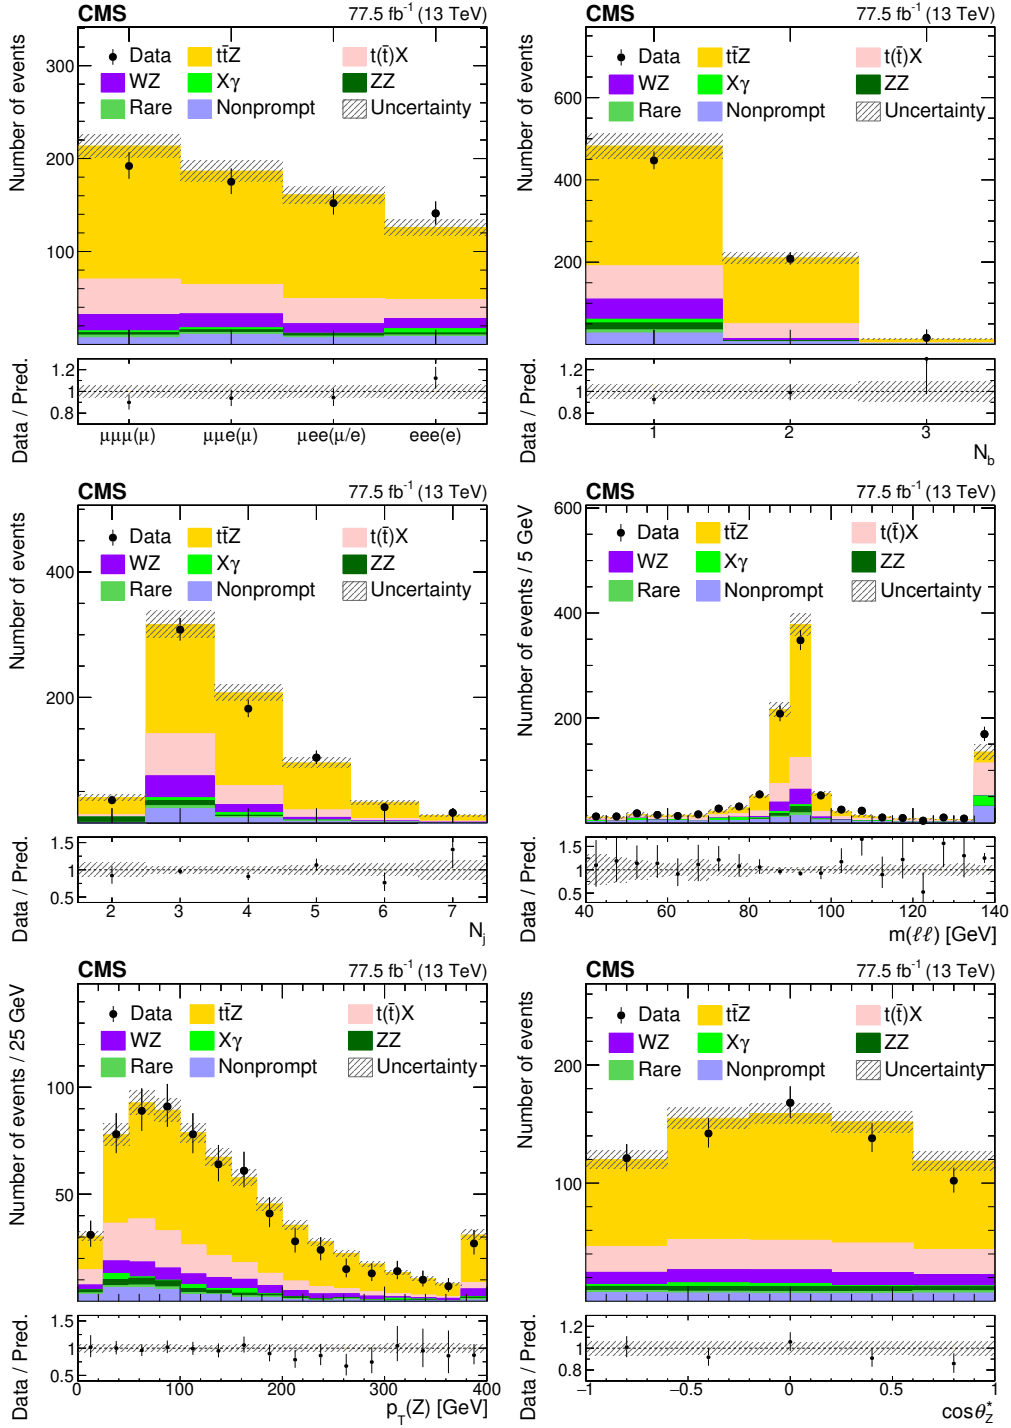 CMS 77.5 fb⁻¹ (13 TeV)
Number of events
Data tt̄Z t(t̄)X
WZ Xγ ZZ
Rare Nonprompt Uncertainty
300
200
100
Data / Pred.
1.2
1
0.8
μμμ(μ) μμe(μ) μee(μ/e) eee(e)
CMS 77.5 fb⁻¹ (13 TeV)
Number of events
Data tt̄Z t(t̄)X
WZ Xγ ZZ
Rare Nonprompt Uncertainty
600
400
200
Data / Pred.
1.2
1
0.8
1 2 3
N_b
CMS 77.5 fb⁻¹ (13 TeV)
Number of events
Data tt̄Z t(t̄)X
WZ Xγ ZZ
Rare Nonprompt Uncertainty
400
200
Data / Pred.
1.5
1
0.5
2 3 4 5 6 7
N_j
CMS 77.5 fb⁻¹ (13 TeV)
Number of events / 5 GeV
Data tt̄Z t(t̄)X
WZ Xγ ZZ
Rare Nonprompt Uncertainty
600
400
200
Data / Pred.
1.5
1
0.5
40 60 80 100 120 140
m(ℓℓ) [GeV]
CMS 77.5 fb⁻¹ (13 TeV)
Number of events / 25 GeV
Data tt̄Z t(t̄)X
WZ Xγ ZZ
Rare Nonprompt Uncertainty
100
50
Data / Pred.
1.5
1
0.5
0 100 200 300 400
p_T(Z) [GeV]
CMS 77.5 fb⁻¹ (13 TeV)
Number of events
Data tt̄Z t(t̄)X
WZ Xγ ZZ
Rare Nonprompt Uncertainty
200
100
Data / Pred.
1.2
1
0.8
−1 −0.5 0 0.5 1
cosθ*_Z